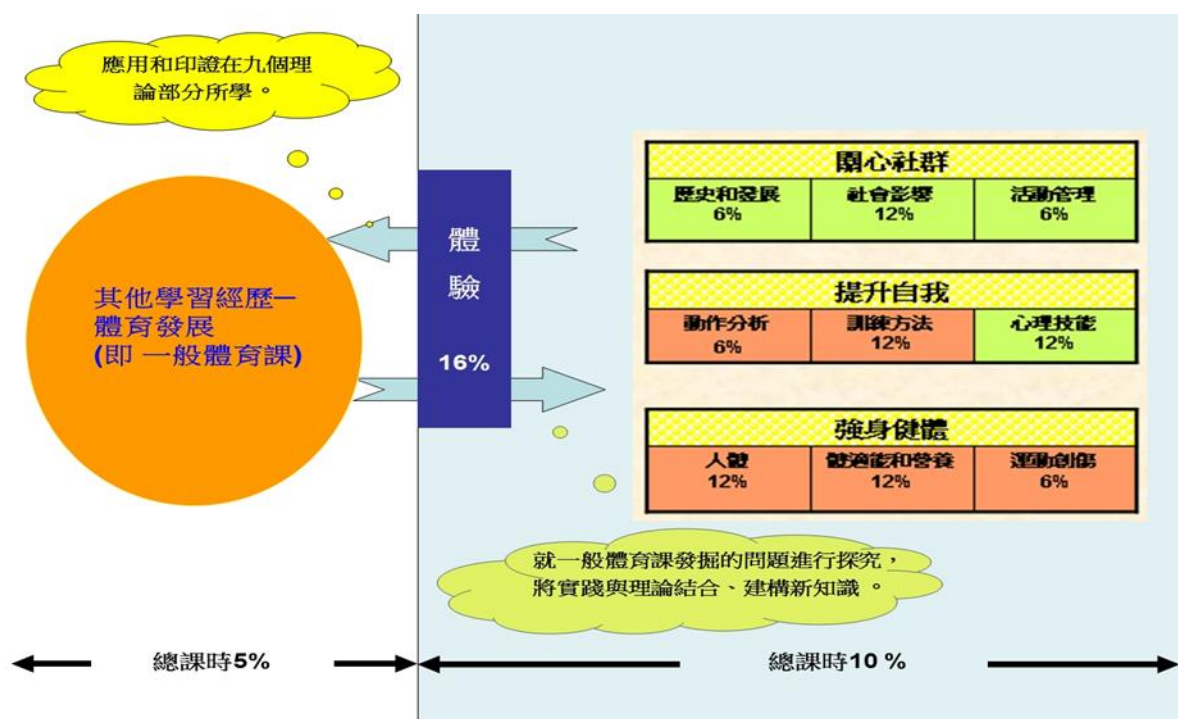 應用和印證在九個理
論部分所學。
其他學習經歷—
體育發展
(即 一般體育課)
體
驗
16%
關心社群
歷史和發展 社會影響 活動管理
6% 12% 6%
提升自我
動作分析 訓練方法 心理技能
6% 12% 12%
強身健體
人體 體適能和營養 運動創傷
12% 12% 6%
就一般體育課發掘的問題進行探究，
將實踐與理論結合、建構新知識。
總課時5%
總課時10 %